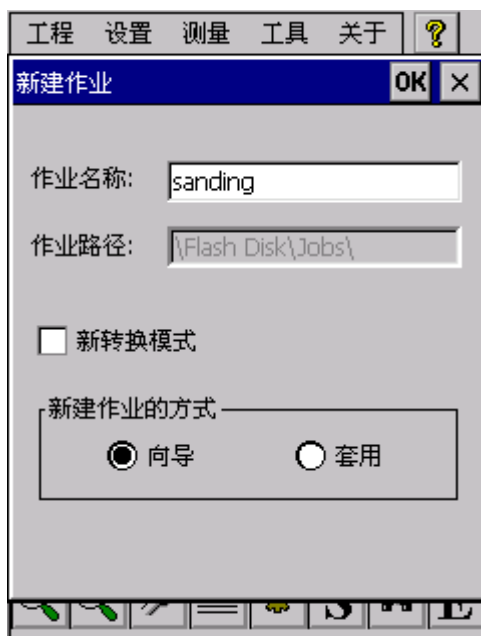 工程 设置 测量 工具 关于 ?
新建作业 OK ×
作业名称: sanding
作业路径: \Flash Disk\Jobs\
新转换模式
新建作业的方式
向导 套用
S E